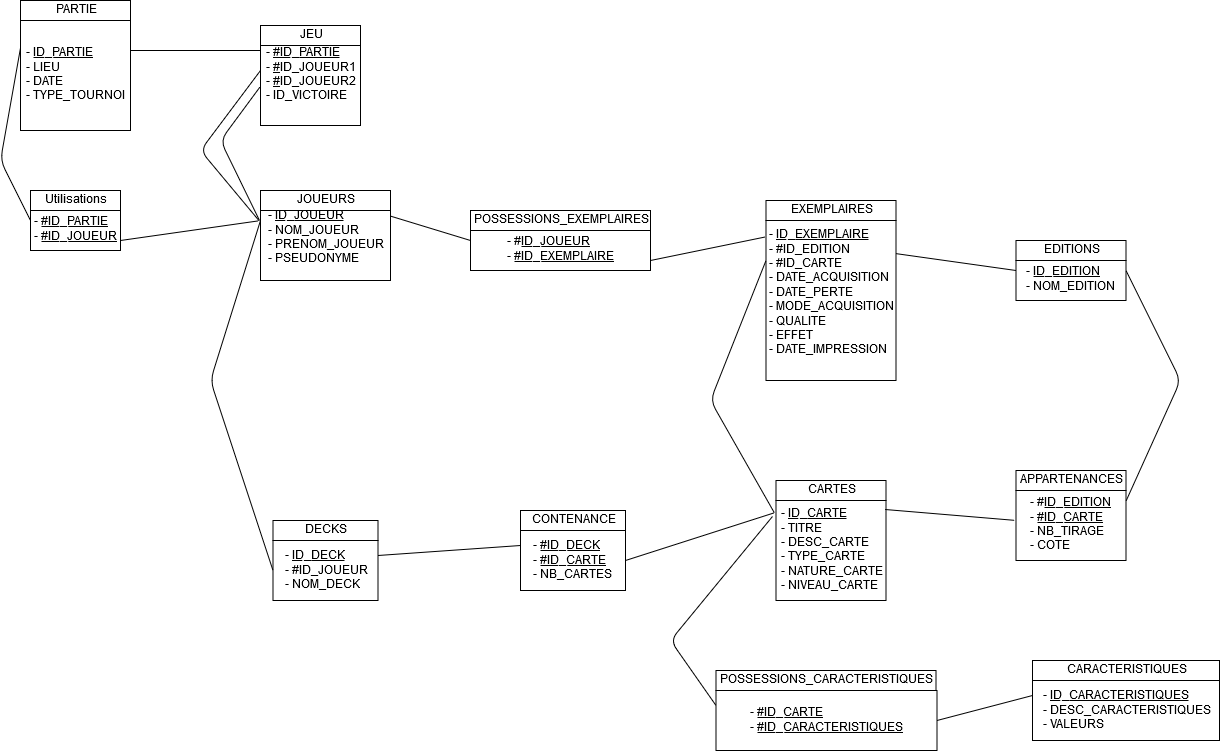 PARTIE
- ID_PARTIE
- LIEU
- DATE
- TYPE_TOURNOI
JEU
- #ID_PARTIE
- #ID_JOUEUR1
- #ID_JOUEUR2
- ID_VICTOIRE
Utilisations
- #ID_PARTIE
- #ID_JOUEUR
JOUEURS
- ID_JOUEUR
- NOM_JOUEUR
- PRENOM_JOUEUR
- PSEUDONYME
POSSESSIONS_EXEMPLAIRES
- #ID_JOUEUR
- #ID_EXEMPLAIRE
EXEMPLAIRES
- ID_EXEMPLAIRE
- #ID_EDITION
- #ID_CARTE
- DATE_ACQUISITION
- DATE_PERTE
- MODE_ACQUISITION
- QUALITE
- EFFET
- DATE_IMPRESSION
EDITIONS
- ID_EDITION
- NOM_EDITION
DECKS
- ID_DECK
- #ID_JOUEUR
- NOM_DECK
CONTENANCE
- #ID_DECK
- #ID_CARTE
- NB_CARTES
CARTES
- ID_CARTE
- TITRE
- DESC_CARTE
- TYPE_CARTE
- NATURE_CARTE
- NIVEAU_CARTE
APPARTENANCES
- #ID_EDITION
- #ID_CARTE
- NB_TIRAGE
- COTE
POSSESSIONS_CARACTERISTIQUES
- #ID_CARTE
- #ID_CARACTERISTIQUES
CARACTERISTIQUES
- ID_CARACTERISTIQUES
- DESC_CARACTERISTIQUES
- VALEURS